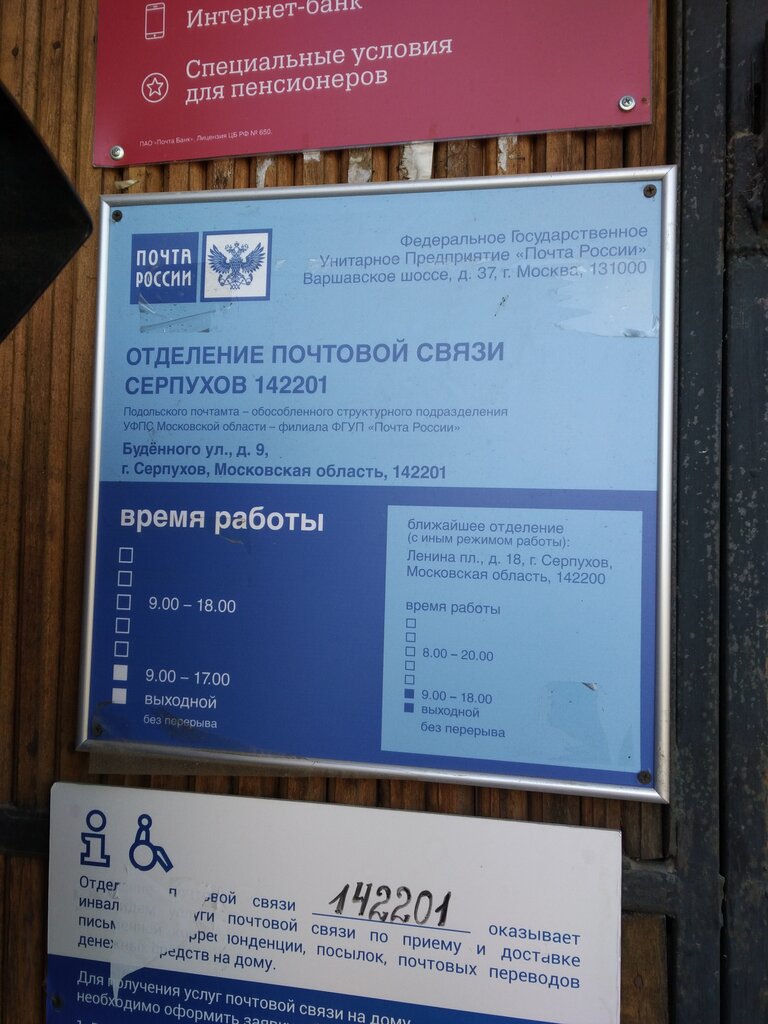 Интернет-банк
Специальные условия
для пенсионеров
ПАО «Почта Банк». Лицензия ЦБ РФ № 650.
ПОЧТА
РОССИИ
Федеральное Государственное
Унитарное Предприятие «Почта России»
Варшавское шоссе, д. 37, г. Москва, 131000
ОТДЕЛЕНИЕ ПОЧТОВОЙ СВЯЗИ
СЕРПУХОВ 142201
Подольского почтамта – обособленного структурного подразделения
УФПС Московской области – филиала ФГУП «Почта России»
Будённого ул., д. 9,
г. Серпухов, Московская область, 142201
время работы
9.00 – 18.00
9.00 – 17.00
выходной
без перерыва
ближайшее отделение
(с иным режимом работы):
Ленина пл., д. 18, г. Серпухов,
Московская область, 142200
время работы
8.00 – 20.00
9.00 – 18.00
выходной
без перерыва
связи 142201 оказывает
услуги почтовой связи по приему и доставке
корреспонденции, посылок, почтовых переводов
средств на дому.
Для получения услуг почтовой связи на дому
необходимо оформить